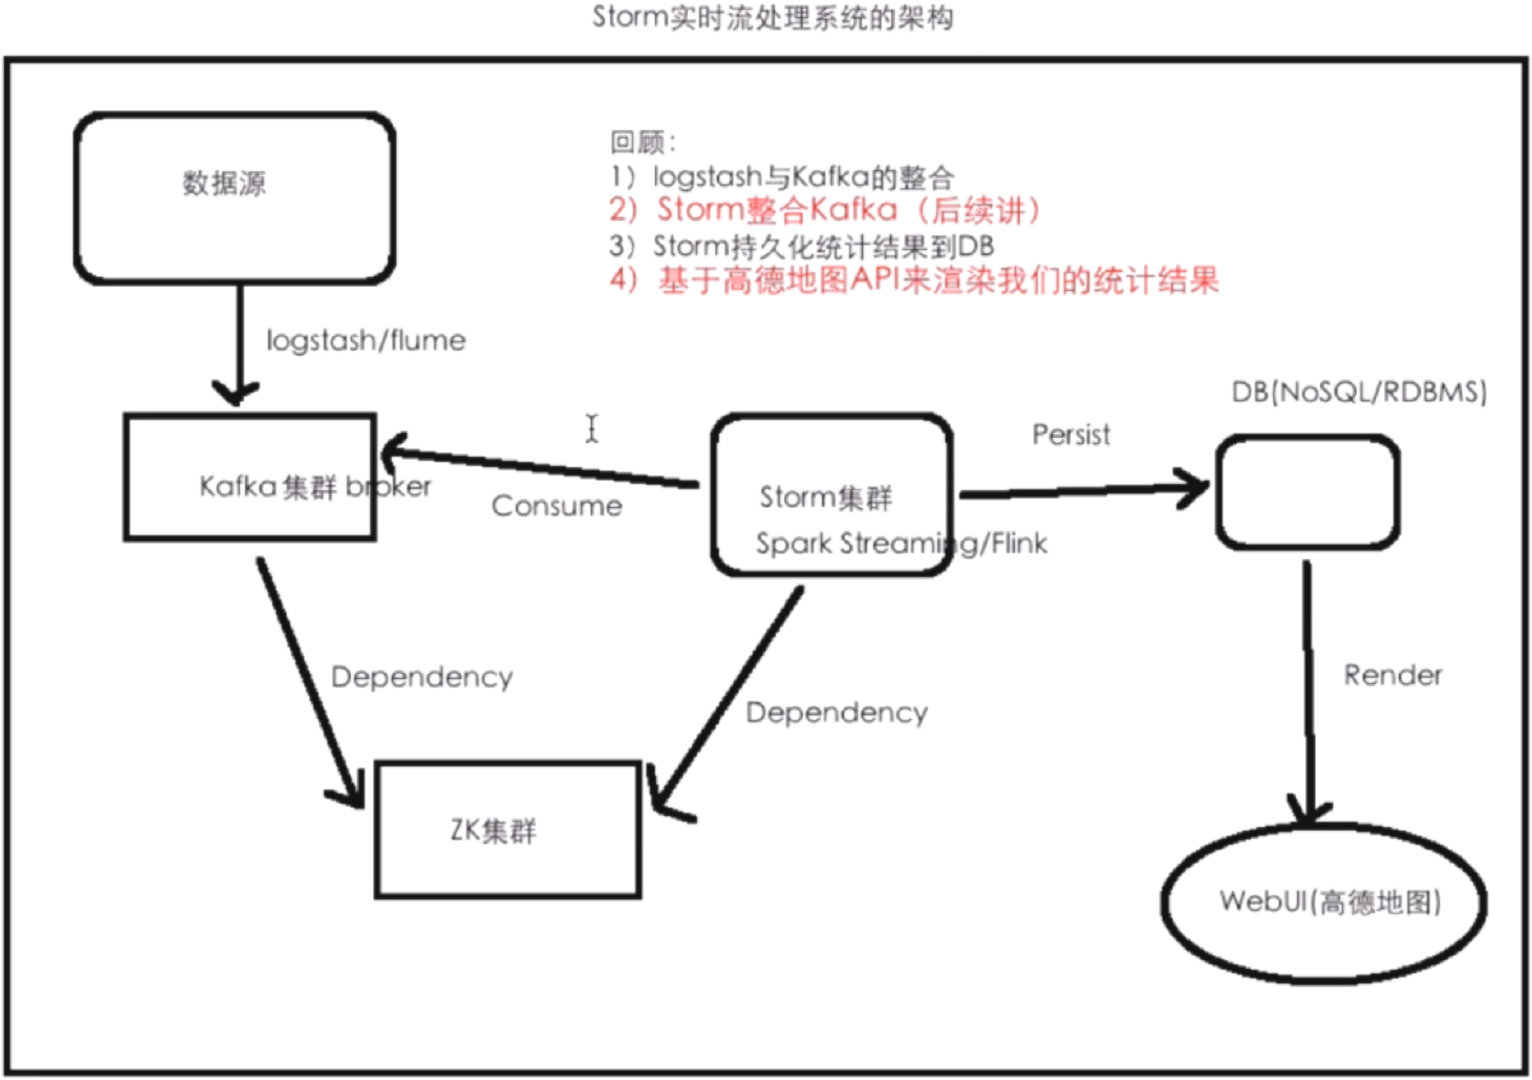 Storm实时流处理系统的架构
数据源
回顾：
1）logstash与Kafka的整合
2）Storm整合Kafka（后续讲）
3）Storm持久化统计结果到DB
4）基于高德地图API来渲染我们的统计结果
logstash/flume
DB(NoSQL/RDBMS)
Persist
Kafka 集群 broker
Consume
Storm集群
Spark Streaming/Flink
Dependency
Dependency
Render
ZK集群
WebUI(高德地图)